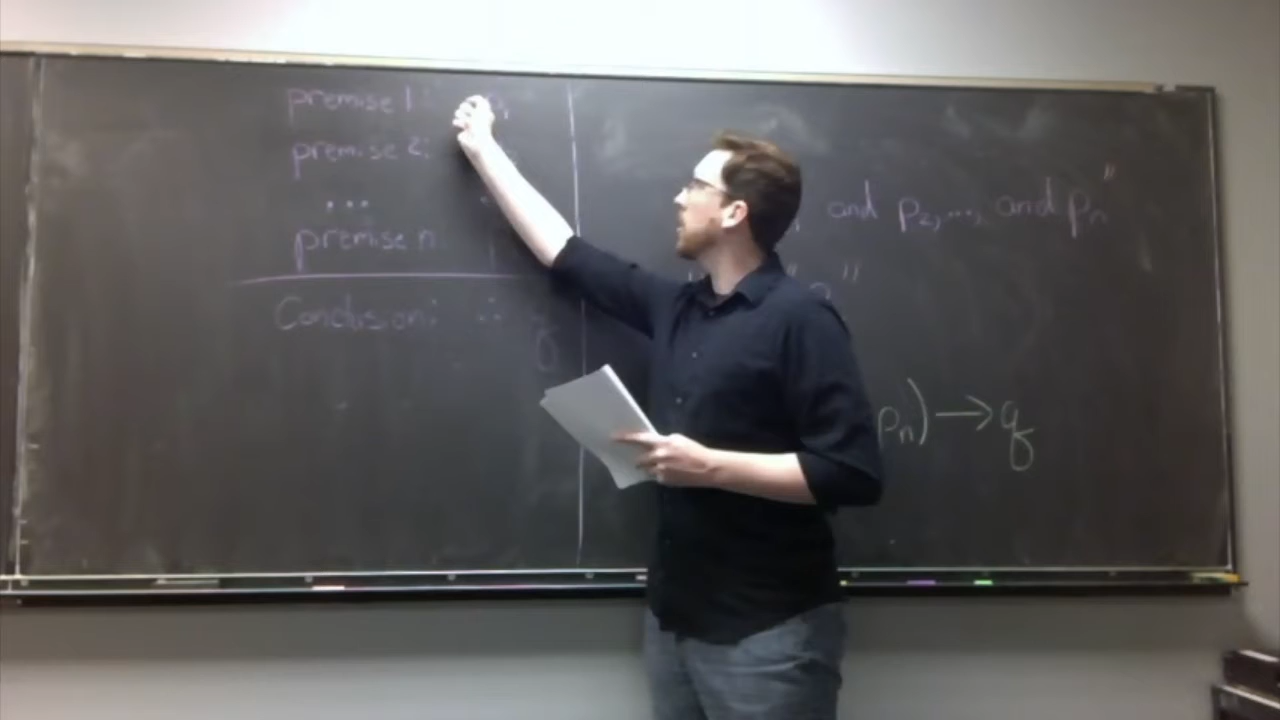 premise 1
premise 2:
...
premise n:
Conclusion: ∴ q
and p₂, ..., and pₙ"
pₙ) → q